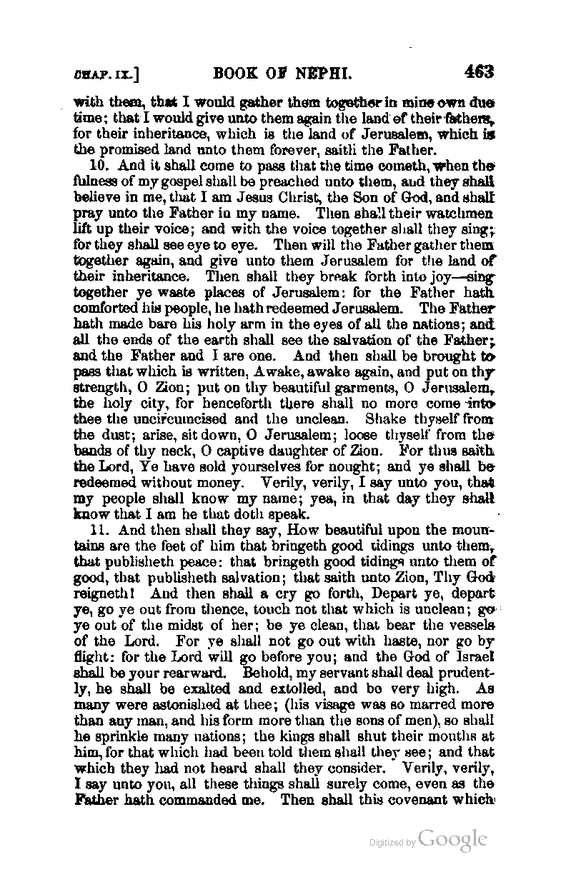 CHAP. IX.] BOOK OF NEPHI. 463
with them, that I would gather them together in mine own due
time; that I would give unto them again the land of their fathers,
for their inheritance, which is the land of Jerusalem, which is
the promised land unto them forever, saith the Father.
10. And it shall come to pass that the time cometh, when the
fulness of my gospel shall be preached unto them, and they shall
believe in me, that I am Jesus Christ, the Son of God, and shall
pray unto the Father in my name. Then shall their watchmen
lift up their voice; and with the voice together shall they sing;
for they shall see eye to eye. Then will the Father gather them
together again, and give unto them Jerusalem for the land of
their inheritance. Then shall they break forth into joy—sing
together ye waste places of Jerusalem: for the Father hath
comforted his people, he hath redeemed Jerusalem. The Father
hath made bare his holy arm in the eyes of all the nations; and
all the ends of the earth shall see the salvation of the Father;
and the Father and I are one. And then shall be brought to
pass that which is written, Awake, awake again, and put on thy
strength, O Zion; put on thy beautiful garments, O Jerusalem,
the holy city, for henceforth there shall no more come into
thee the uncircumcised and the unclean. Shake thyself from
the dust; arise, sit down, O Jerusalem; loose thyself from the
bands of thy neck, O captive daughter of Zion. For thus saith
the Lord, Ye have sold yourselves for nought; and ye shall be
redeemed without money. Verily, verily, I say unto you, that
my people shall know my name; yea, in that day they shall
know that I am he that doth speak.
11. And then shall they say, How beautiful upon the moun-
tains are the feet of him that bringeth good tidings unto them,
that publisheth peace: that bringeth good tidings unto them of
good, that publisheth salvation; that saith unto Zion, Thy God
reigneth! And then shall a cry go forth, Depart ye, depart
ye, go ye out from thence, touch not that which is unclean; go
ye out of the midst of her; be ye clean, that bear the vessels
of the Lord. For ye shall not go out with haste, nor go by
flight: for the Lord will go before you; and the God of Israel
shall be your rearward. Behold, my servant shall deal prudent-
ly, he shall be exalted and extolled, and be very high. As
many were astonished at thee; (his visage was so marred more
than any man, and his form more than the sons of men), so shall
he sprinkle many nations; the kings shall shut their mouths at
him, for that which had been told them shall they see; and that
which they had not heard shall they consider. Verily, verily,
I say unto you, all these things shall surely come, even as the
Father hath commanded me. Then shall this covenant which
Digitized by Google